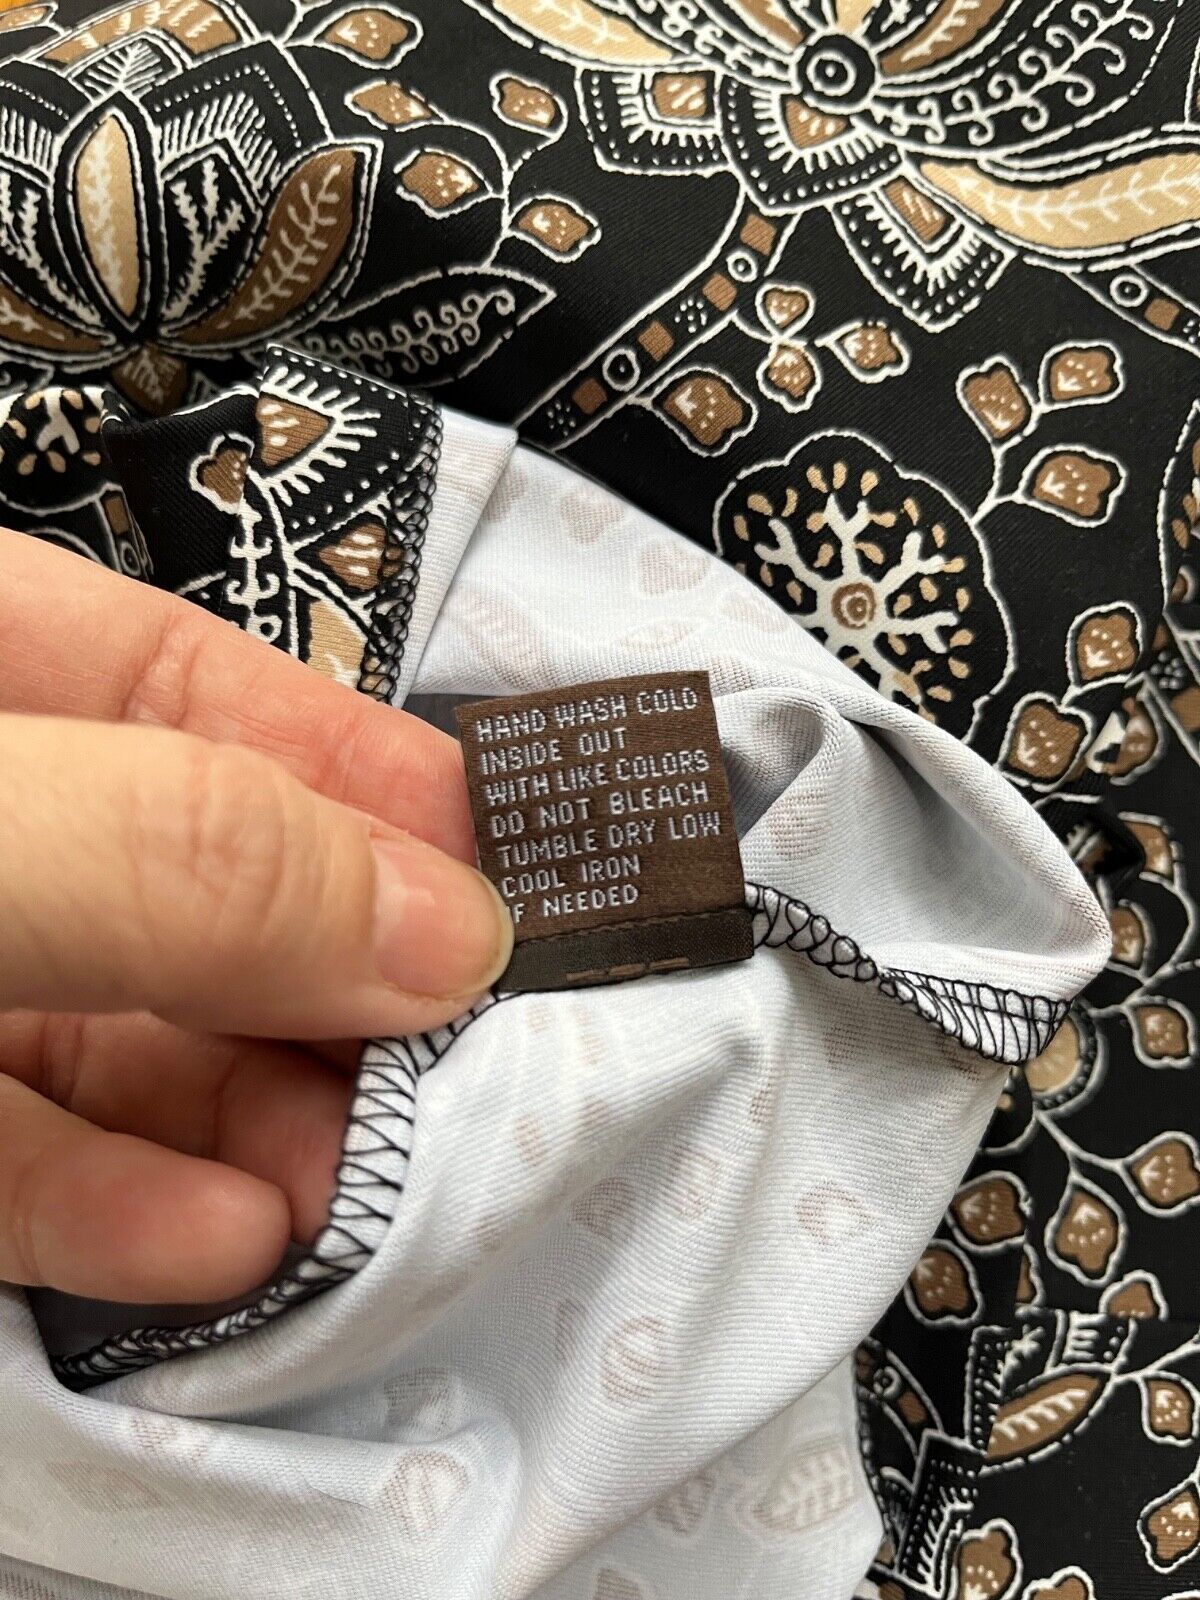 HAND WASH COLD
INSIDE OUT
WITH LIKE COLORS
DO NOT BLEACH
TUMBLE DRY LOW
COOL IRON
IF NEEDED